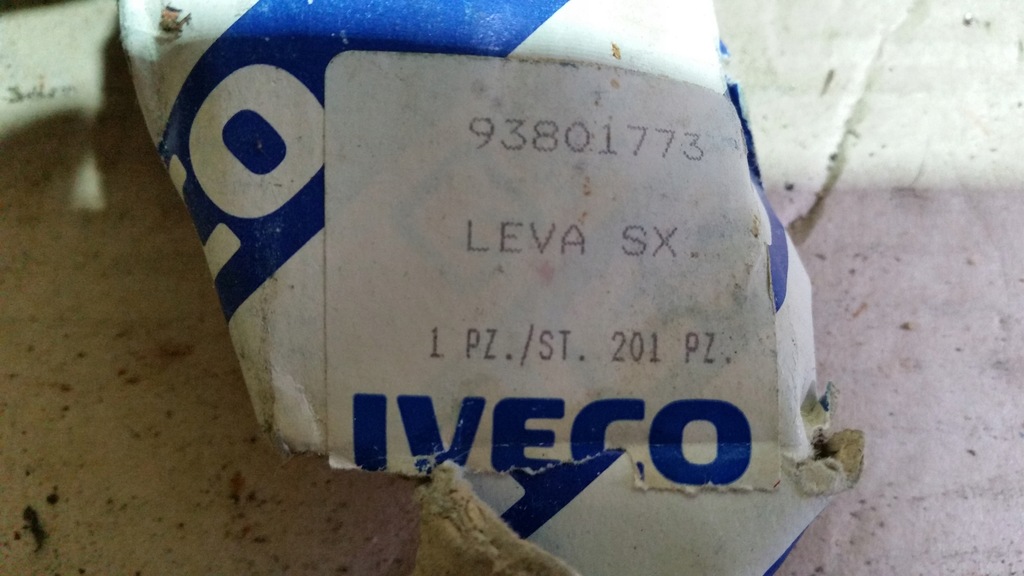 93801773
LEVA SX.
1 PZ./ST. 201 PZ.
IVECO